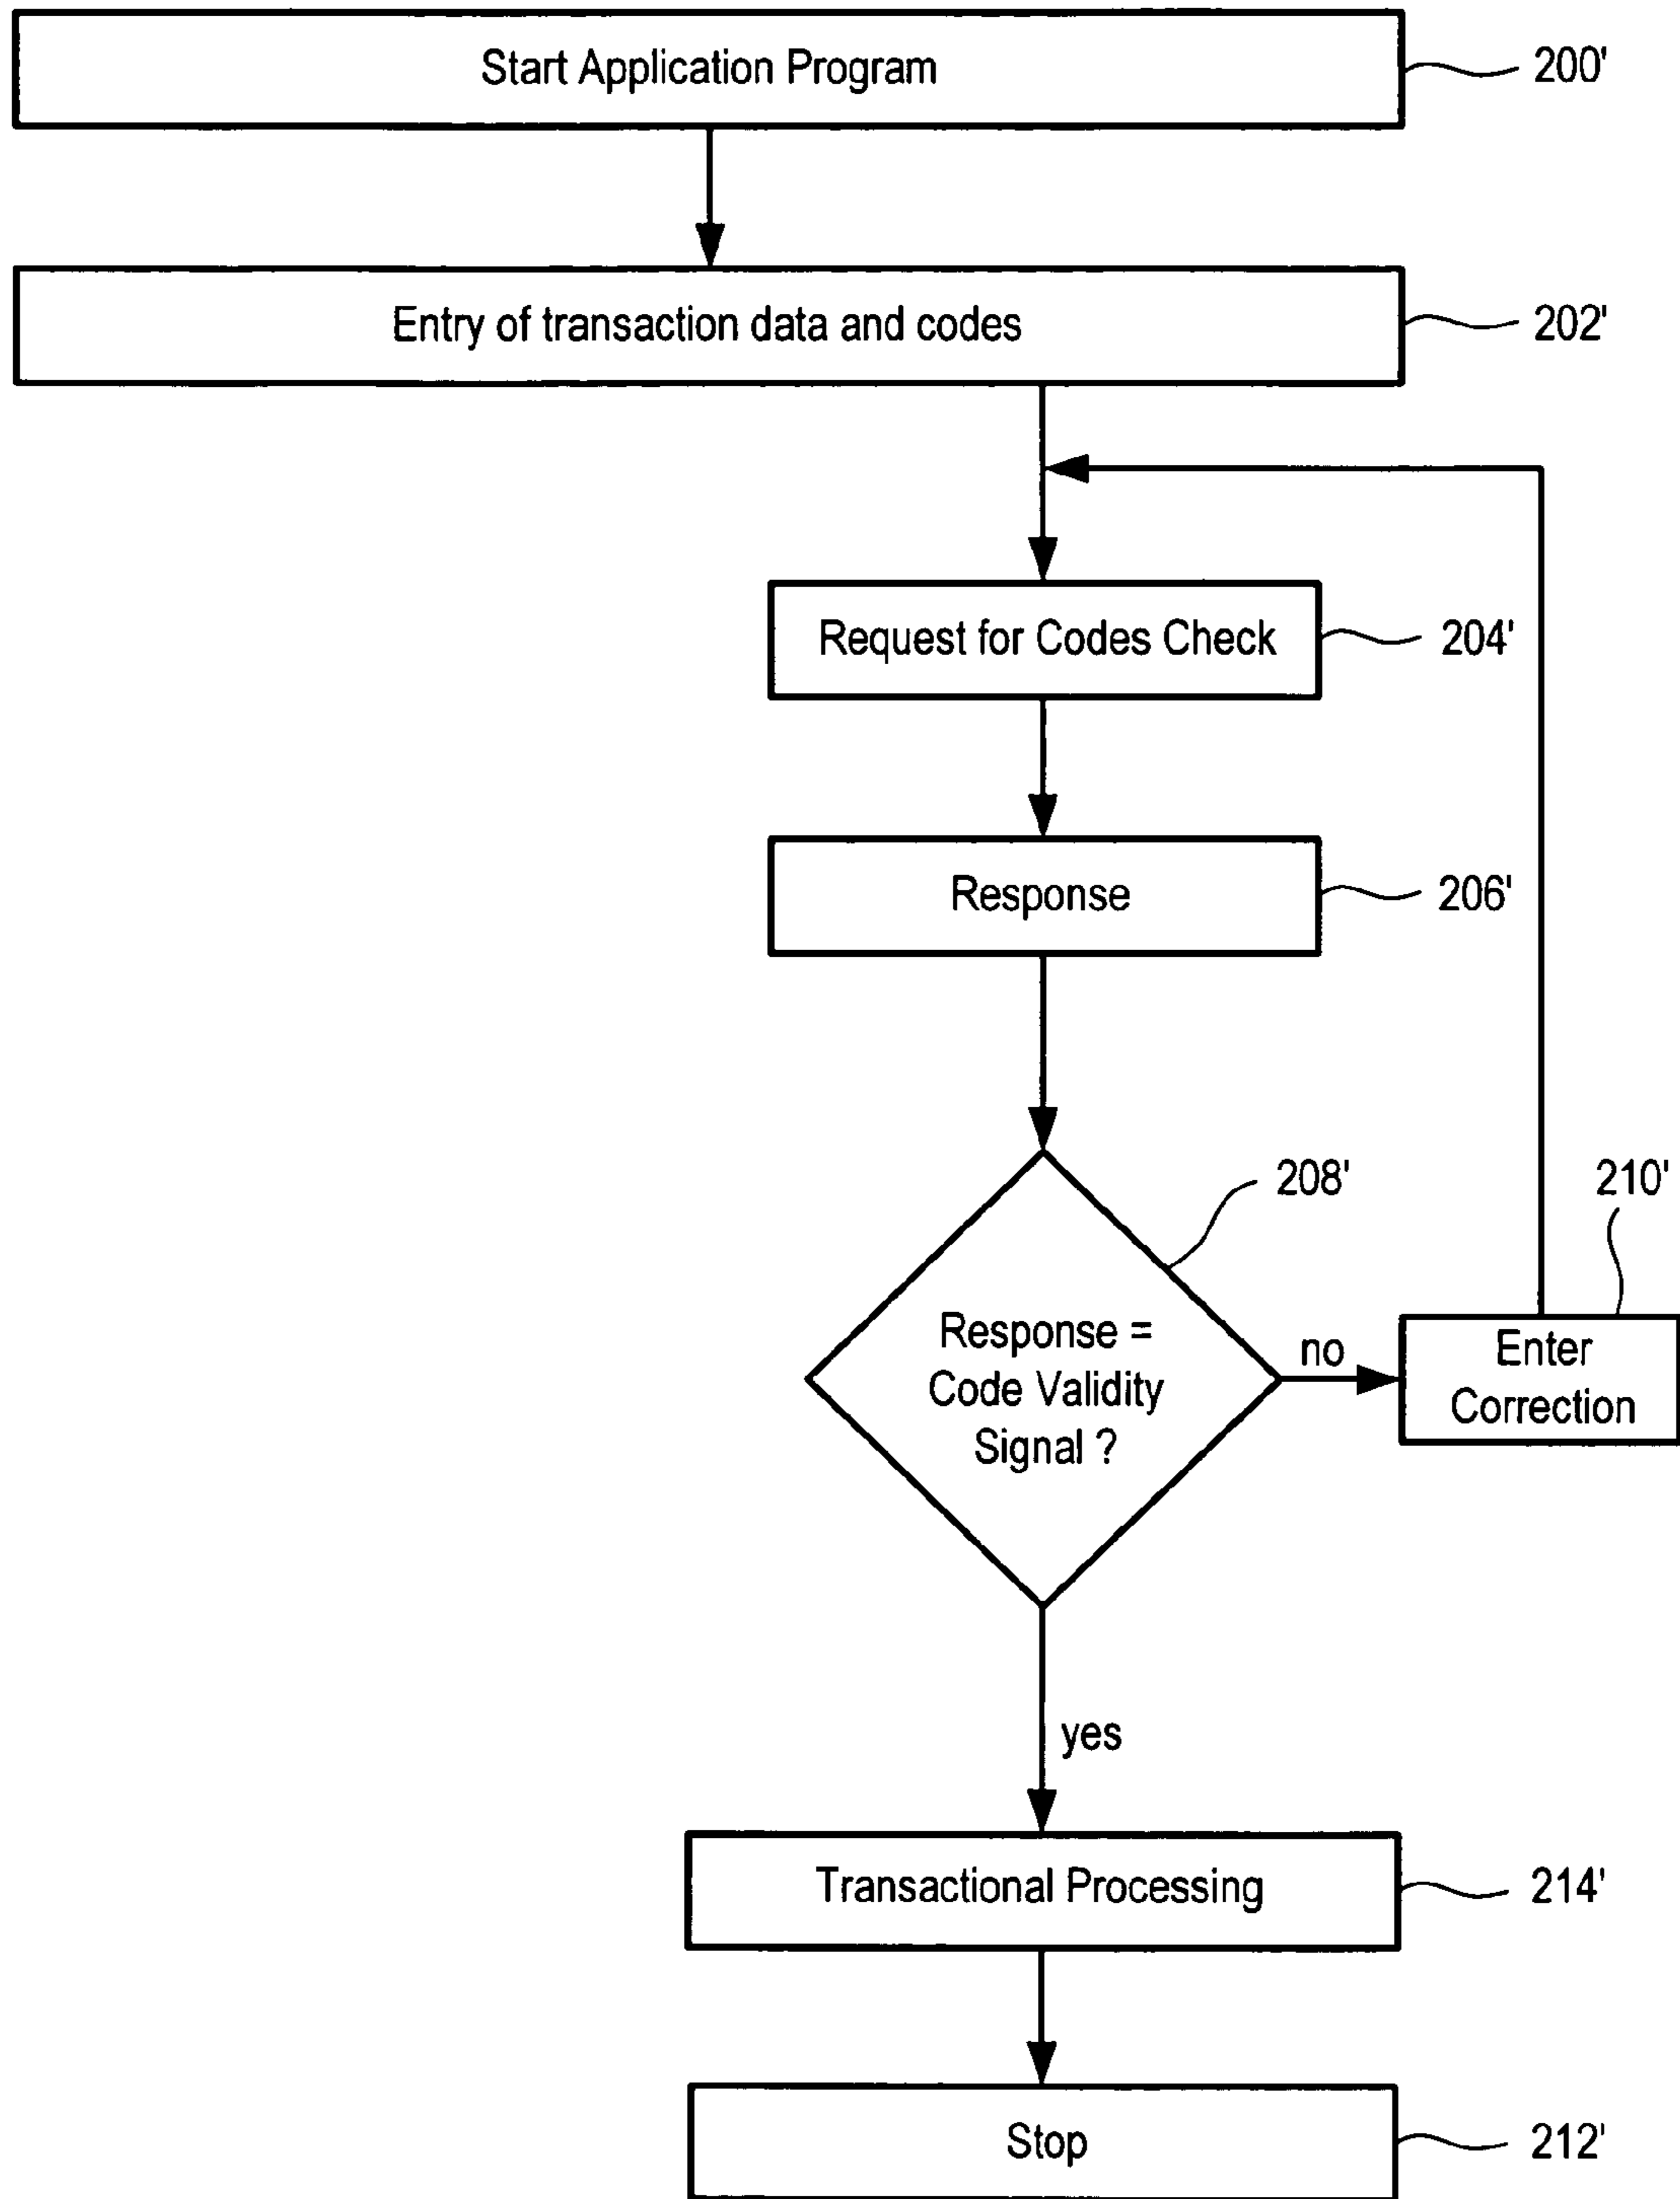 Start Application Program
200'
Entry of transaction data and codes
202'
Request for Codes Check
204'
Response
206'
208'
210'
Response =
Code Validity
Signal ?
no
Enter
Correction
yes
Transactional Processing
214'
Stop
212'